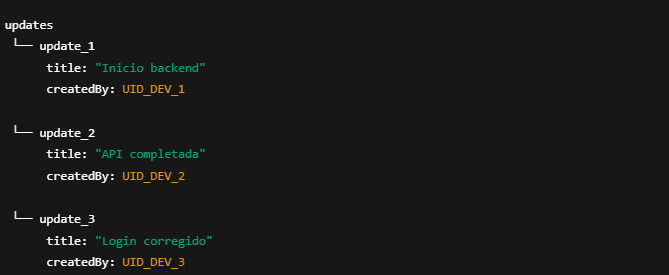 updates
└── update_1
title: "Inicio backend"
createdBy: UID_DEV_1
└── update_2
title: "API completada"
createdBy: UID_DEV_2
└── update_3
title: "Login corregido"
createdBy: UID_DEV_3